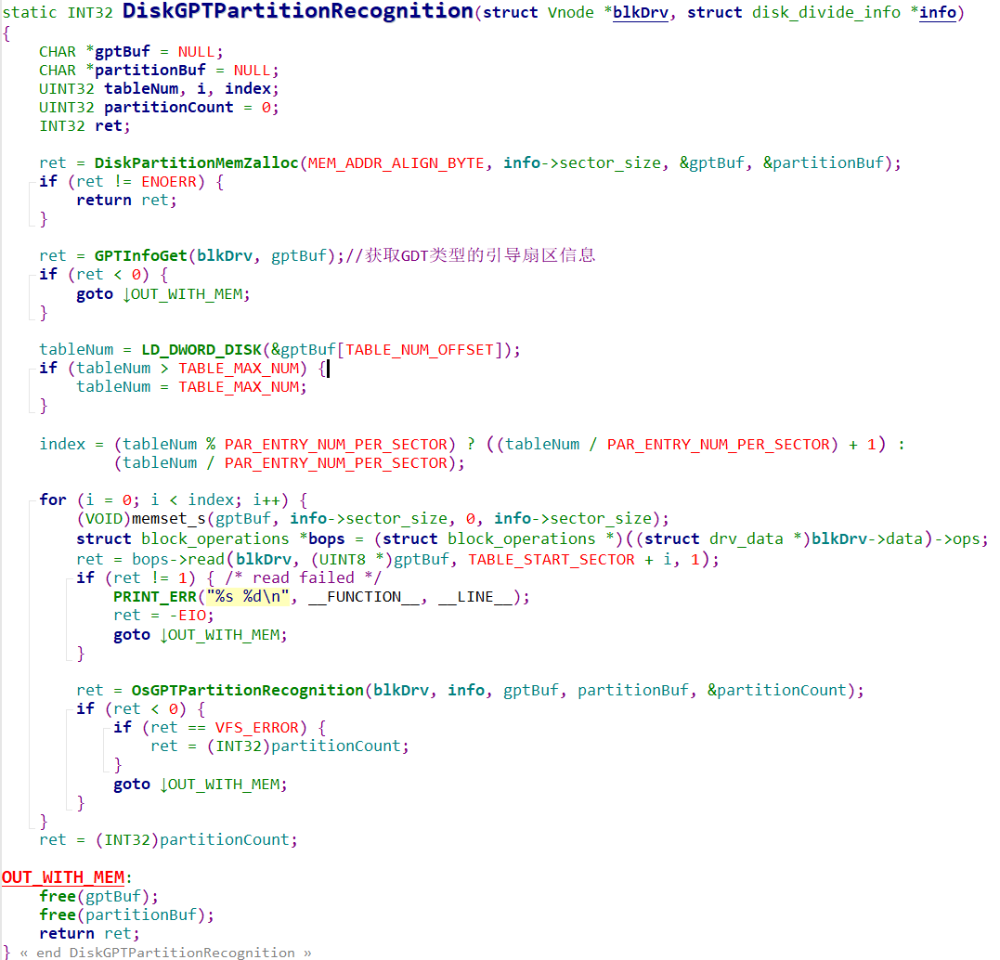 static INT32 DiskGPTPartitionRecognition(struct Vnode *blkDrv, struct disk_divide_info *info)
{
    CHAR *gptBuf = NULL;
    CHAR *partitionBuf = NULL;
    UINT32 tableNum, i, index;
    UINT32 partitionCount = 0;
    INT32 ret;

    ret = DiskPartitionMemZalloc(MEM_ADDR_ALIGN_BYTE, info->sector_size, &gptBuf, &partitionBuf);
    if (ret != ENOERR) {
        return ret;
    }

    ret = GPTInfoGet(blkDrv, gptBuf);//获取GDT类型的引导扇区信息
    if (ret < 0) {
        goto ↓OUT_WITH_MEM;
    }

    tableNum = LD_DWORD_DISK(&gptBuf[TABLE_NUM_OFFSET]);
    if (tableNum > TABLE_MAX_NUM) {
        tableNum = TABLE_MAX_NUM;
    }

    index = (tableNum % PAR_ENTRY_NUM_PER_SECTOR) ? ((tableNum / PAR_ENTRY_NUM_PER_SECTOR) + 1) :
            (tableNum / PAR_ENTRY_NUM_PER_SECTOR);

    for (i = 0; i < index; i++) {
        (VOID)memset_s(gptBuf, info->sector_size, 0, info->sector_size);
        struct block_operations *bops = (struct block_operations *)((struct drv_data *)blkDrv->data)->ops;
        ret = bops->read(blkDrv, (UINT8 *)gptBuf, TABLE_START_SECTOR + i, 1);
        if (ret != 1) { /* read failed */
            PRINT_ERR("%s %d\n", __FUNCTION__, __LINE__);
            ret = -EIO;
            goto ↓OUT_WITH_MEM;
        }

        ret = OsGPTPartitionRecognition(blkDrv, info, gptBuf, partitionBuf, &partitionCount);
        if (ret < 0) {
            if (ret == VFS_ERROR) {
                ret = (INT32)partitionCount;
            }
            goto ↓OUT_WITH_MEM;
        }
    }
    ret = (INT32)partitionCount;

OUT_WITH_MEM:
    free(gptBuf);
    free(partitionBuf);
    return ret;
} « end DiskGPTPartitionRecognition »